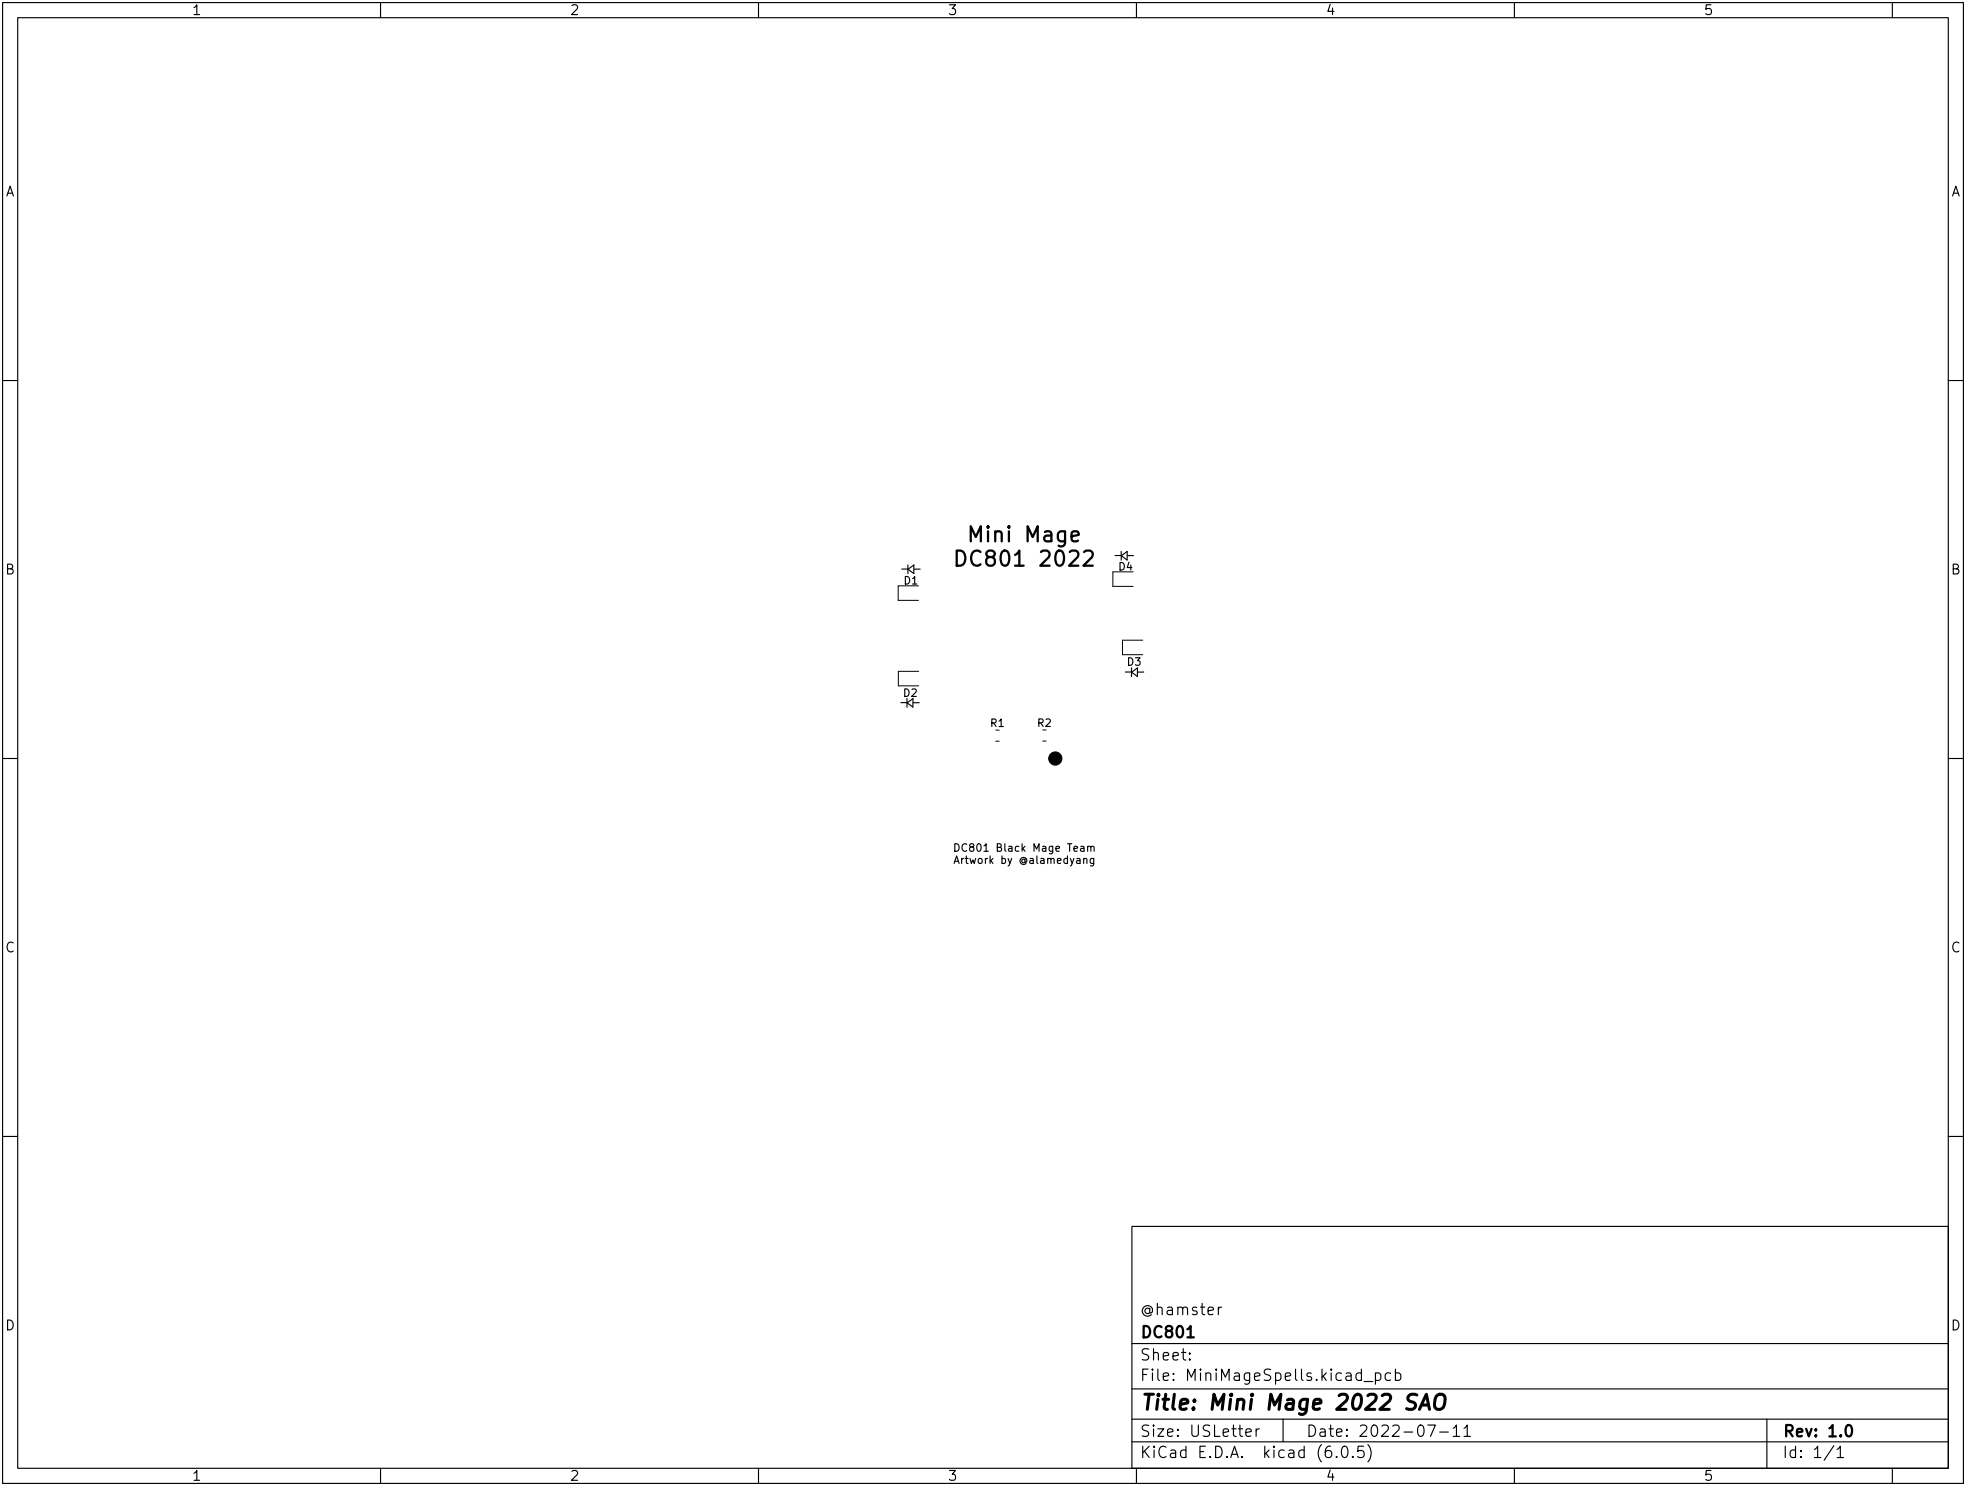 1 2 3 4 5
A A
Mini Mage
DC801 2022
D4
B B
D1
D3
D2
R1 R2
DC801 Black Mage Team
Artwork by @alamedyang
C C
@hamster
D D
DC801
Sheet:
File: MiniMageSpells.kicad_pcb
Title: Mini Mage 2022 SAO
Size: USLetter Date: 2022-07-11 Rev: 1.0
KiCad E.D.A. kicad (6.0.5) Id: 1/1
1 2 3 4 5